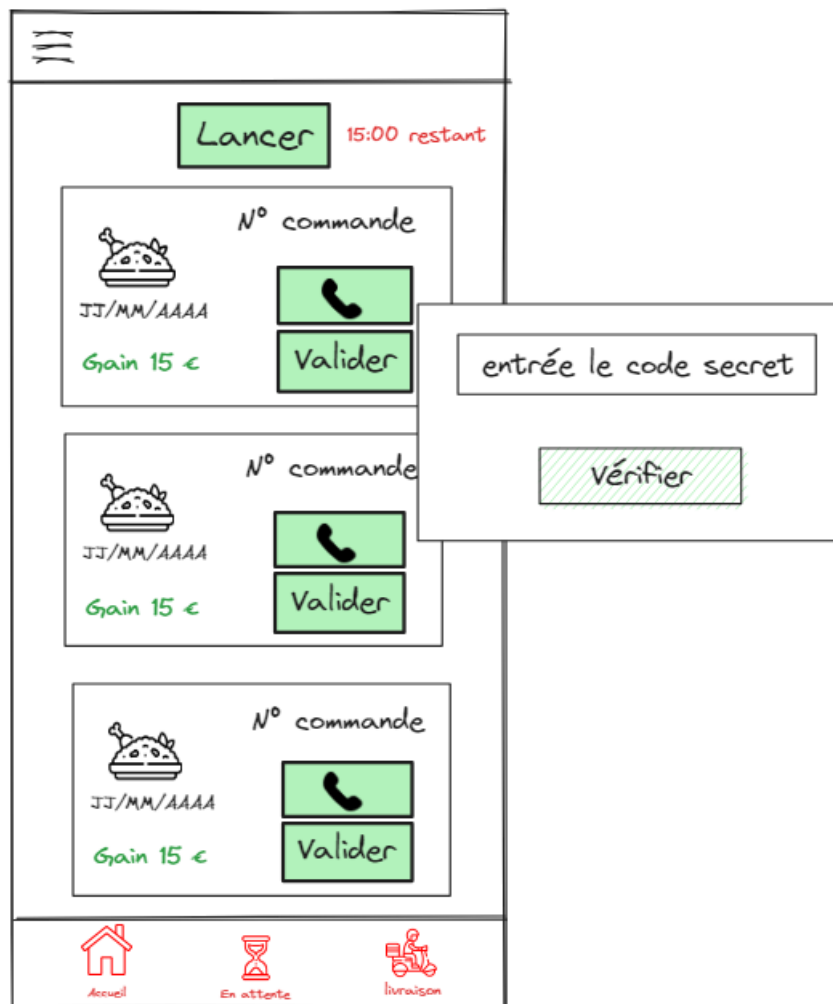 Lancer 15:00 restant
N° commande
JJ/MM/AAAA
Gain 15 €
Valider
entrée le code secret
Vérifier
N° commande
JJ/MM/AAAA
Gain 15 €
Valider
N° commande
JJ/MM/AAAA
Gain 15 €
Valider
Accueil
En attente
livraison